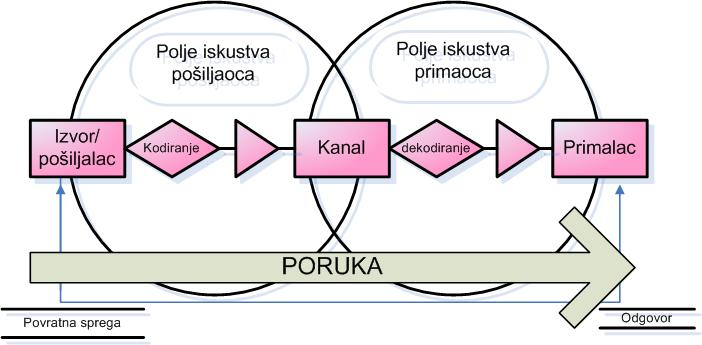 Polje iskustva
pošiljaoca
Polje iskustva
primaoca
Izvor/
pošiljalac
Kodiranje
Kanal
dekodiranje
Primalac
PORUKA
Povratna sprega
Odgovor